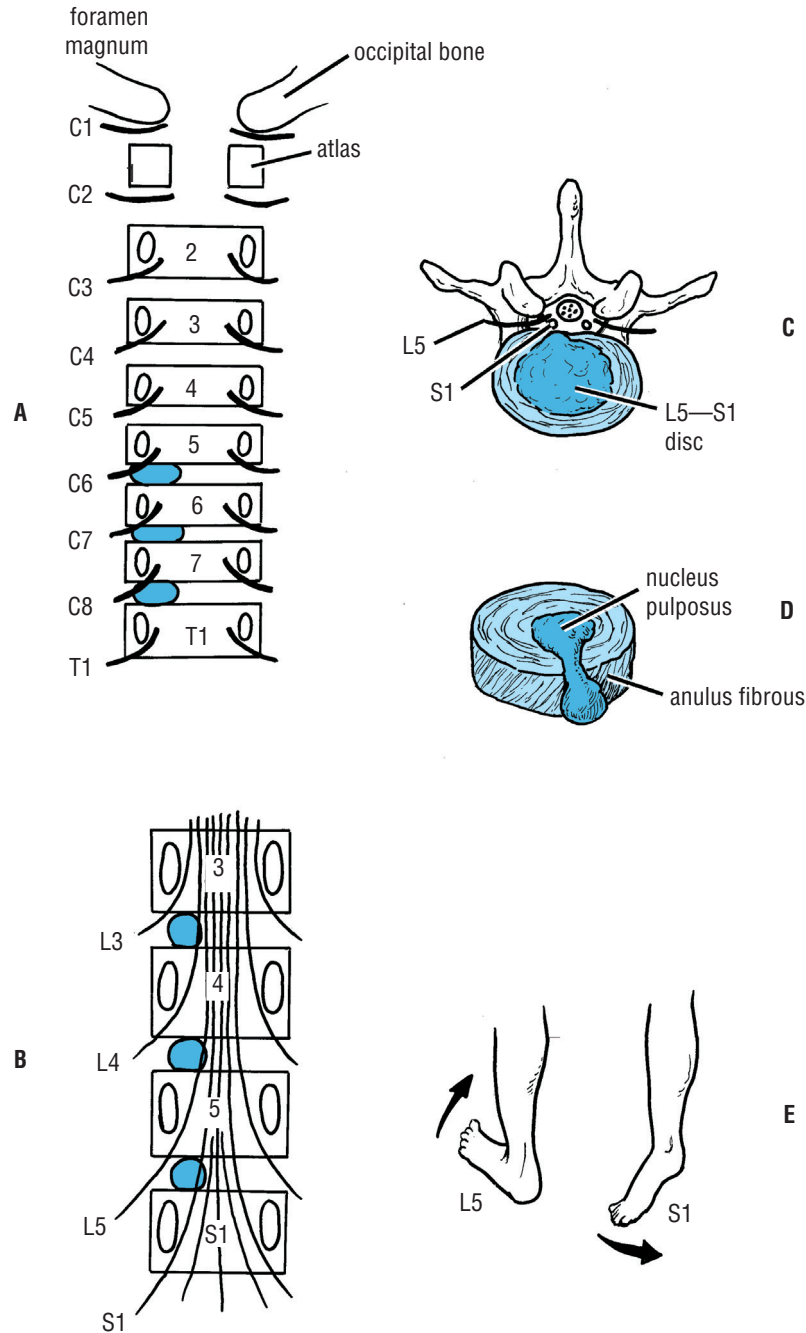 foramen
magnum
occipital bone
C1
atlas
1
C2
2
C3
3
C4
4
A
C5
5
C6
6
C7
7
C8
T1
T1
L5
S1
C
L5—S1
disc
nucleus
pulposus
D
anulus fibrous
3
L3
4
B
L4
5
L5
S1
S1
E
L5
S1